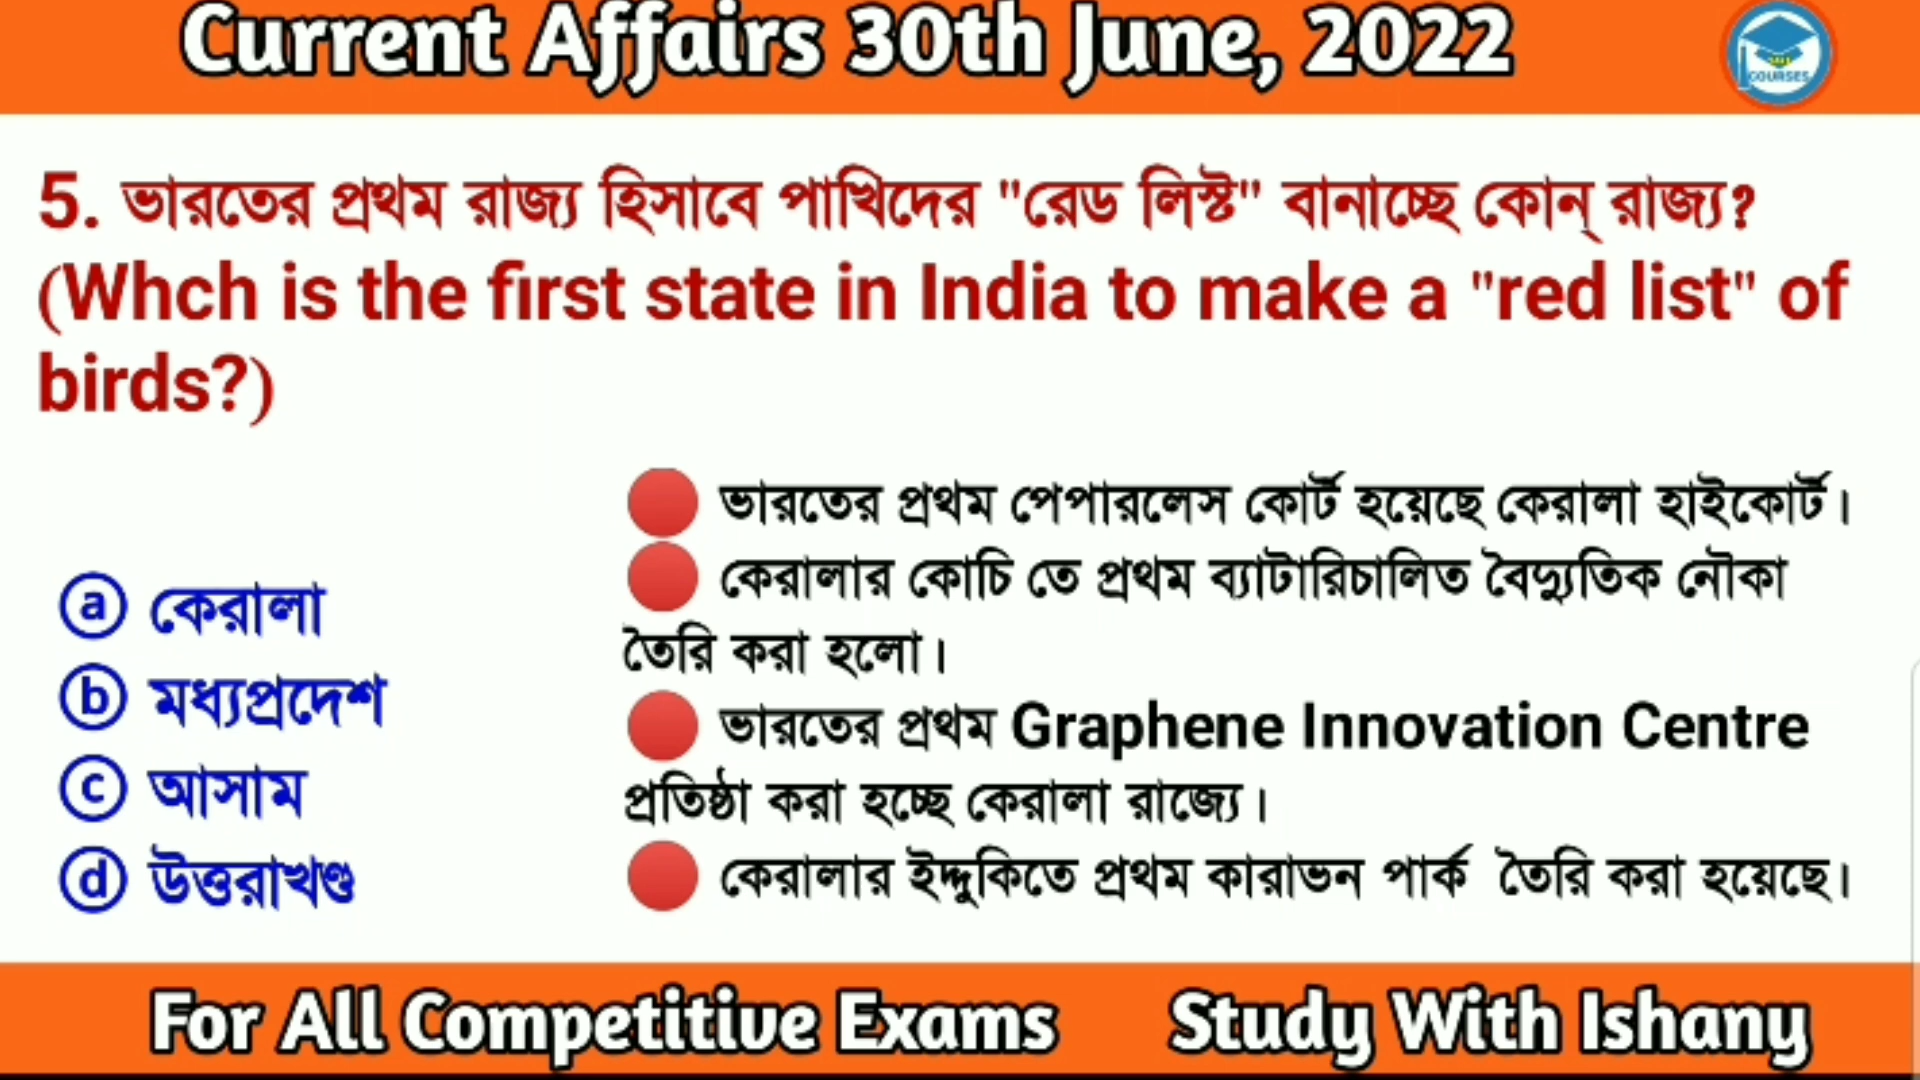 Current Affairs 30th June, 2022
COURSES
5. ভারতের প্রথম রাজ্য হিসাবে পাখিদের "রেড লিস্ট" বানাচ্ছে কোন্ রাজ্য?
(Whch is the first state in India to make a "red list" of
birds?)
ⓐ কেরালা
ⓑ মধ্যপ্রদেশ
ⓒ আসাম
ⓓ উত্তরাখণ্ড
ভারতের প্রথম পেপারলেস কোর্ট হয়েছে কেরালা হাইকোর্ট।
কেরালার কোচি তে প্রথম ব্যাটারিচালিত বৈদ্যুতিক নৌকা
তৈরি করা হলো।
ভারতের প্রথম Graphene Innovation Centre
প্রতিষ্ঠা করা হচ্ছে কেরালা রাজ্যে।
কেরালার ইদ্দুকিতে প্রথম কারাভন পার্ক তৈরি করা হয়েছে।
For All Competitive Exams Study With Ishany